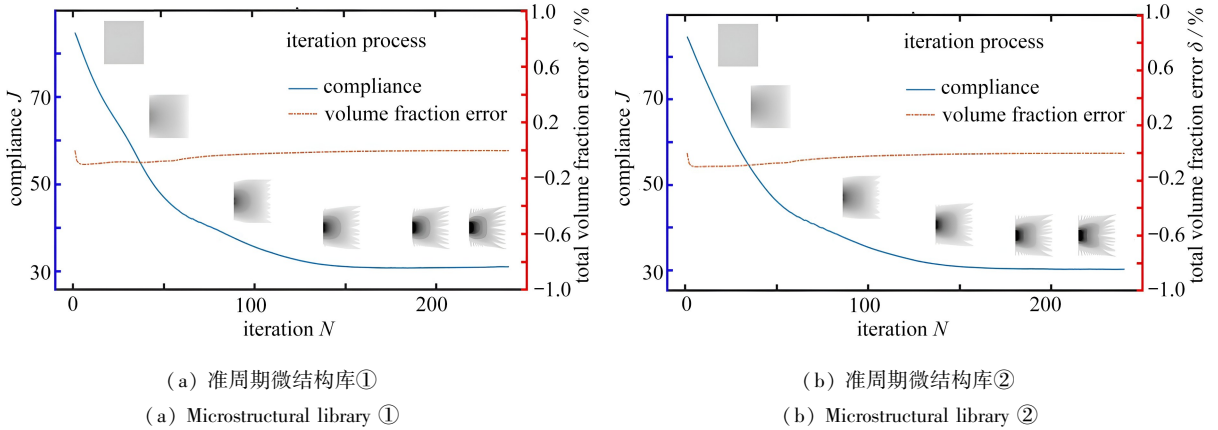 iteration process
compliance
volume fraction error
70
50
30
compliance J
1.0
0.6
0.2
−0.2
−0.6
−1.0
total volume fraction error δ / %
0
100
200
iteration N
(a) 准周期微结构库①
(a) Microstructural library ①
iteration process
compliance
volume fraction error
70
50
30
compliance J
1.0
0.6
0.2
−0.2
−0.6
−1.0
total volume fraction error δ / %
0
100
200
iteration N
(b) 准周期微结构库②
(b) Microstructural library ②